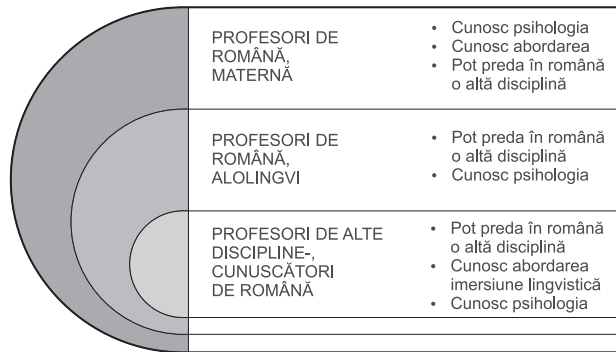 PROFESORI DE
ROMÂNĂ,
MATERNĂ
• Cunosc psihologia
• Cunosc abordarea
• Pot preda în română
o altă disciplină
PROFESORI DE
ROMÂNĂ,
ALOLINGVI
• Pot preda în română
o altă disciplină
• Cunosc psihologia
PROFESORI DE ALTE
DISCIPLINE-,
CUNUSCĂTORI
DE ROMÂNĂ
• Pot preda în română
o altă disciplină
• Cunosc abordarea
imersiune lingvistică
• Cunosc psihologia